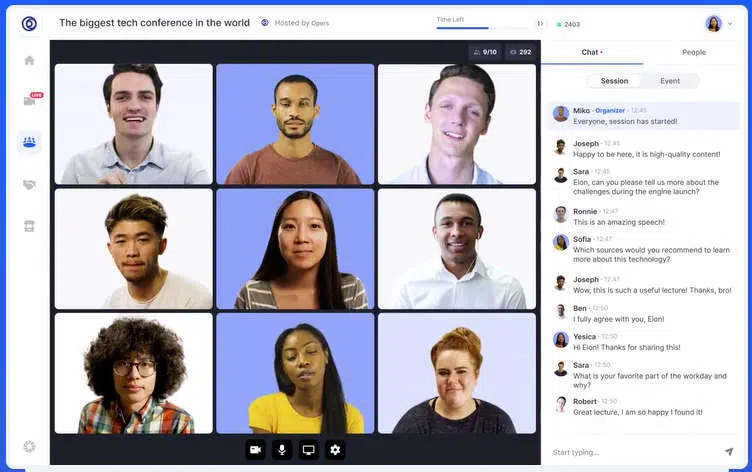 The biggest tech conference in the world
Hosted by Opers
Time Left
2403
9/10
292
LIVE
Chat •
People
Session
Event
Miko • Organizer • 12:45
Everyone, session has started!
Joseph • 12:45
Happy to be here, it is high-quality content!
Sara • 12:45
Eion, can you please tell us more about the
challenges during the engine launch?
Ronnie • 12:47
This is an amazing speech!
Sofia • 12:47
Which sources would you recommend to learn
more about this technology?
Joseph • 12:47
Wow, this is such a useful lecture! Thanks, bro!
Ben • 12:50
I fully agree with you, Eion!
Yesica • 12:50
Hi Eion! Thanks for sharing this!
Sara • 12:50
What is your favorite part of the workday and
why?
Robert • 12:50
Great lecture, I am so happy I found it!
Start typing...